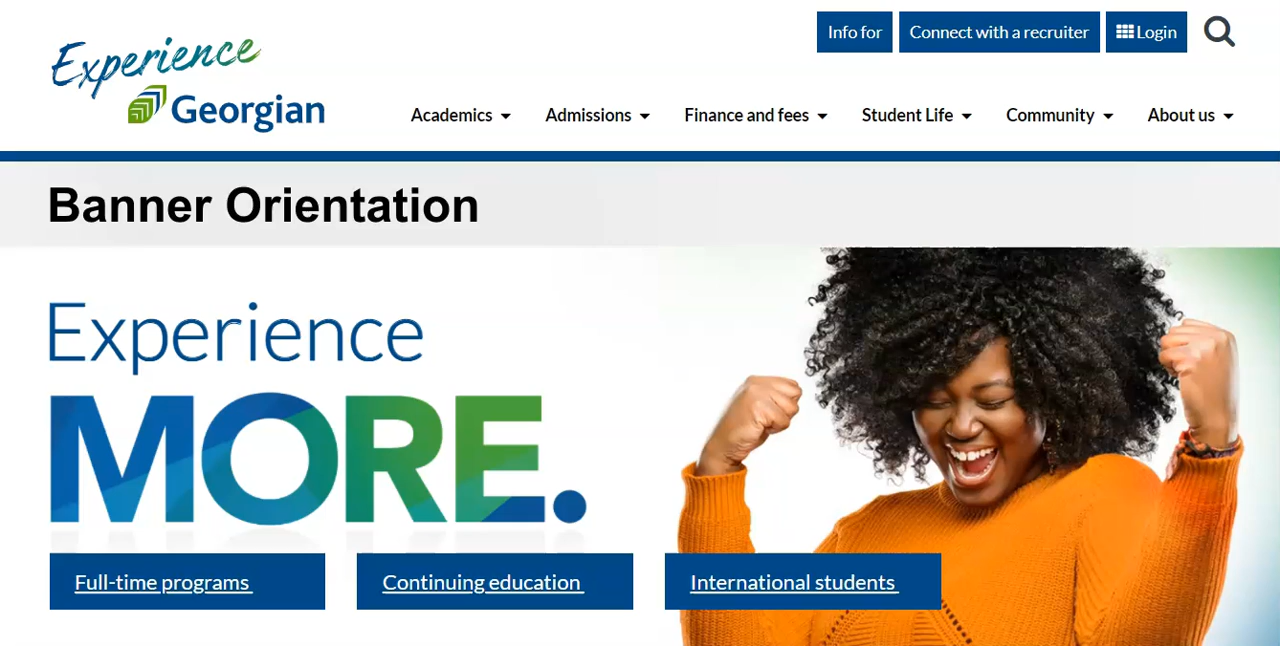 Info for
Connect with a recruiter
Login
Experience
Georgian
Academics
Admissions
Finance and fees
Student Life
Community
About us
Banner Orientation
Experience
MORE.
Full-time programs
Continuing education
International students